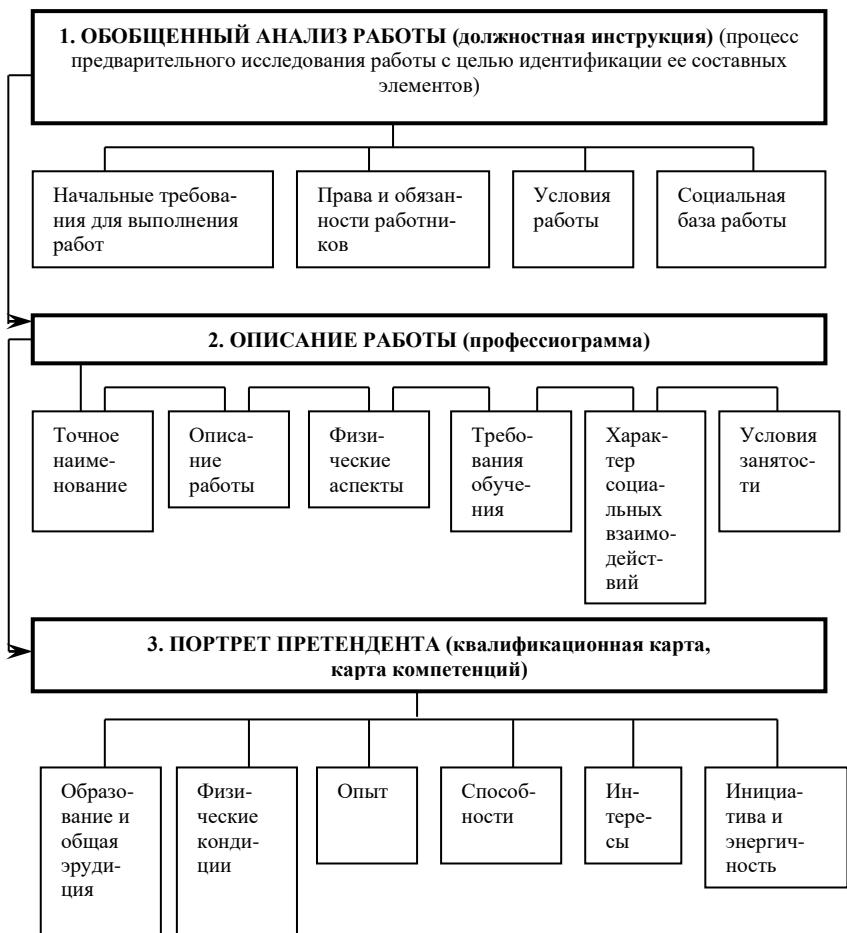 1. ОБОБЩЕННЫЙ АНАЛИЗ РАБОТЫ (должностная инструкция) (процесс
предварительного исследования работы с целью идентификации ее составных
элементов)
Начальные требова-
ния для выполнения
работ
Права и обязан-
ности работни-
ков
Условия
работы
Социальная
база работы
2. ОПИСАНИЕ РАБОТЫ (профессиограмма)
Точное
наиме-
нование
Описа-
ние
работы
Физи-
ческие
аспекты
Требо-
вания
обуче-
ния
Харак-
тер
социа-
льных
взаимо-
дейст-
вий
Условия
занятос-
ти
3. ПОРТРЕТ ПРЕТЕНДЕНТА (квалификационная карта,
карта компетенций)
Образо-
вание и
общая
эруди-
ция
Физи-
ческие
конди-
ции
Опыт
Способ-
ности
Ин-
тере-
сы
Инициа-
тива и
энергич-
ность